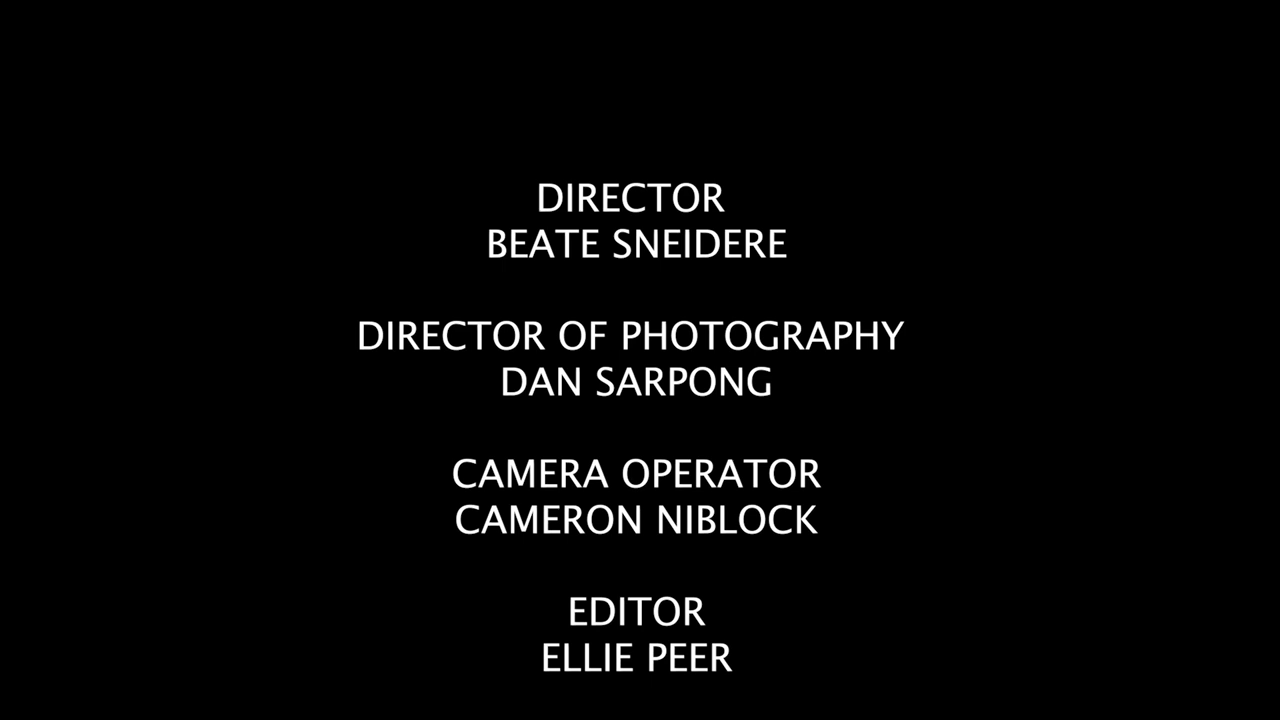 DIRECTOR
BEATE SNEIDERE
DIRECTOR OF PHOTOGRAPHY
DAN SARPONG
CAMERA OPERATOR
CAMERON NIBLOCK
EDITOR
ELLIE PEER